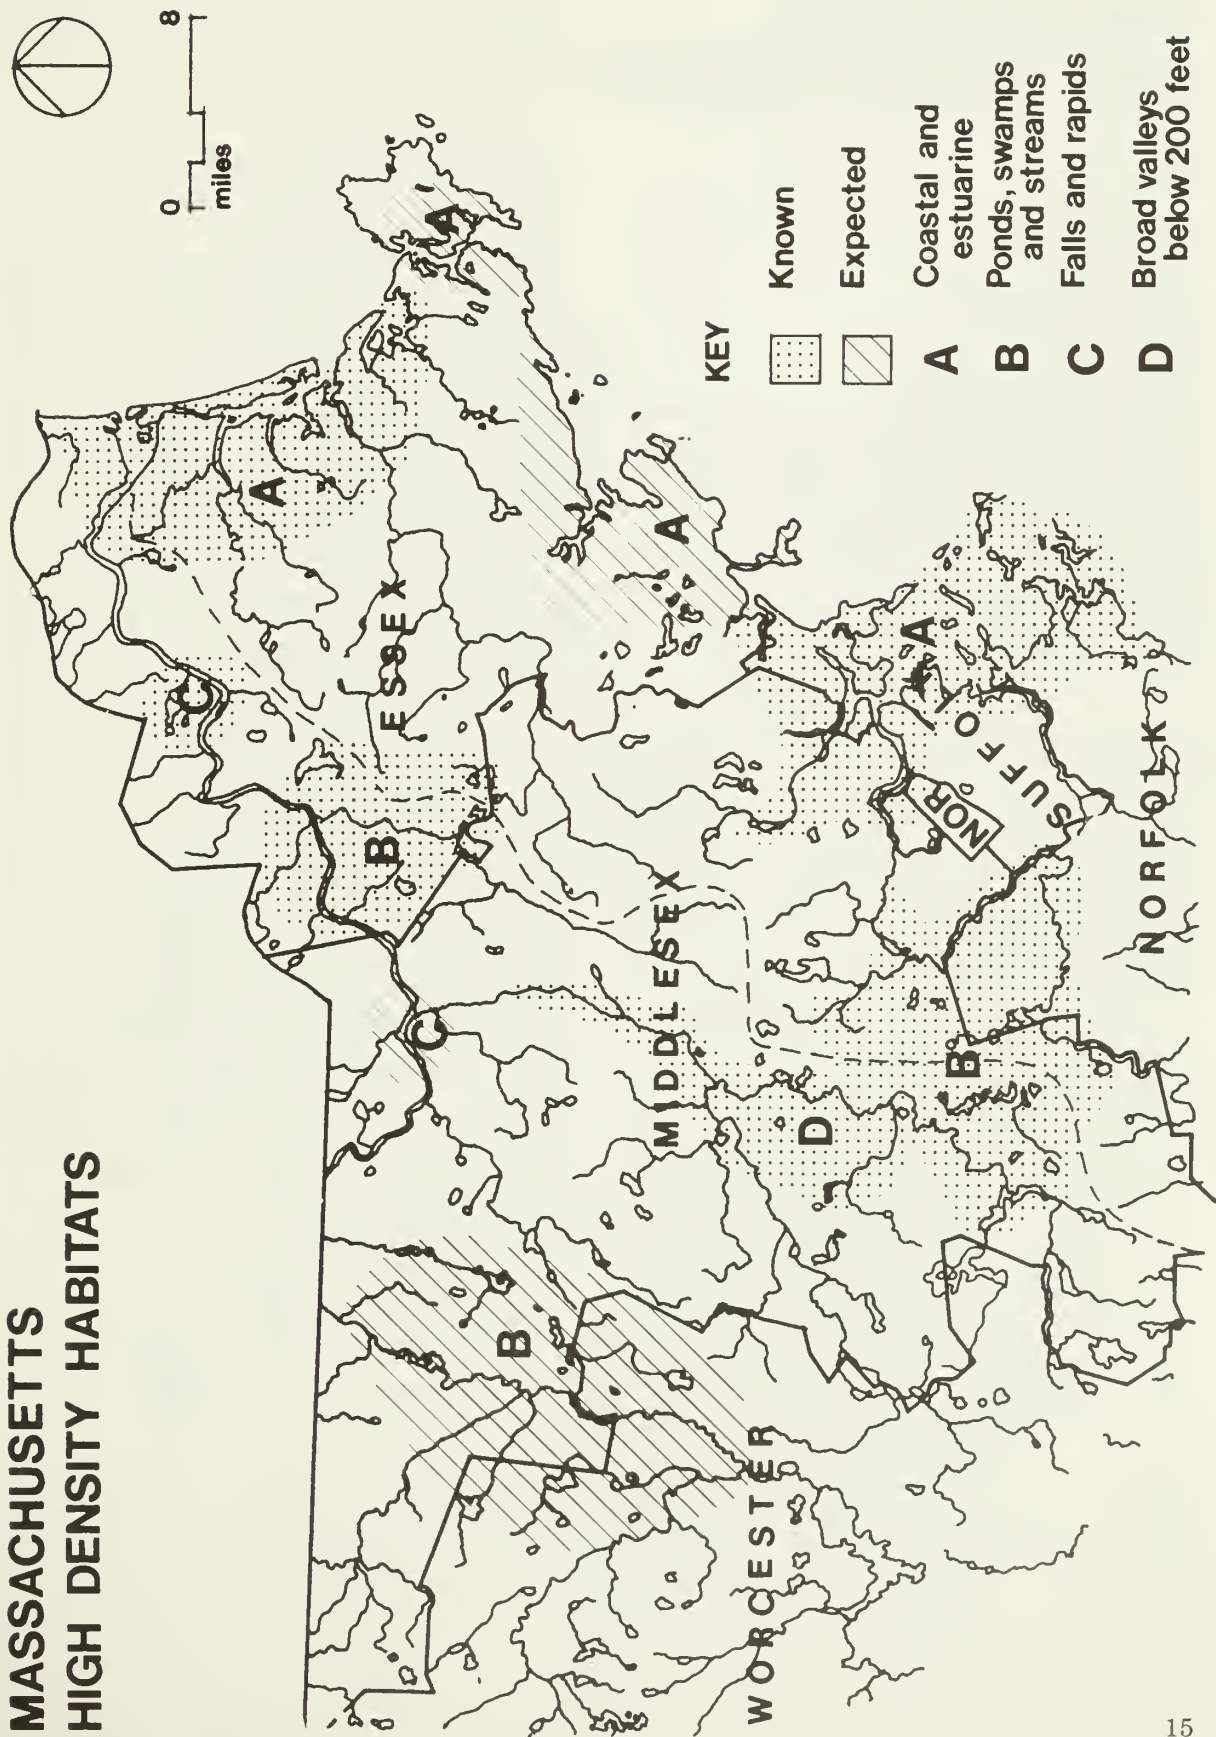 MASSACHUSETTS
HIGH DENSITY HABITATS
0 8
miles
KEY
Known
Expected
A Coastal and
estuarine
B Ponds, swamps
and streams
C Falls and rapids
D Broad valleys
below 200 feet
A
A
A
A
B
B
B
C
C
D
ESSEX
MIDDLESEX
WORCESTER
NORFOLK
SUFFO
NOR
15